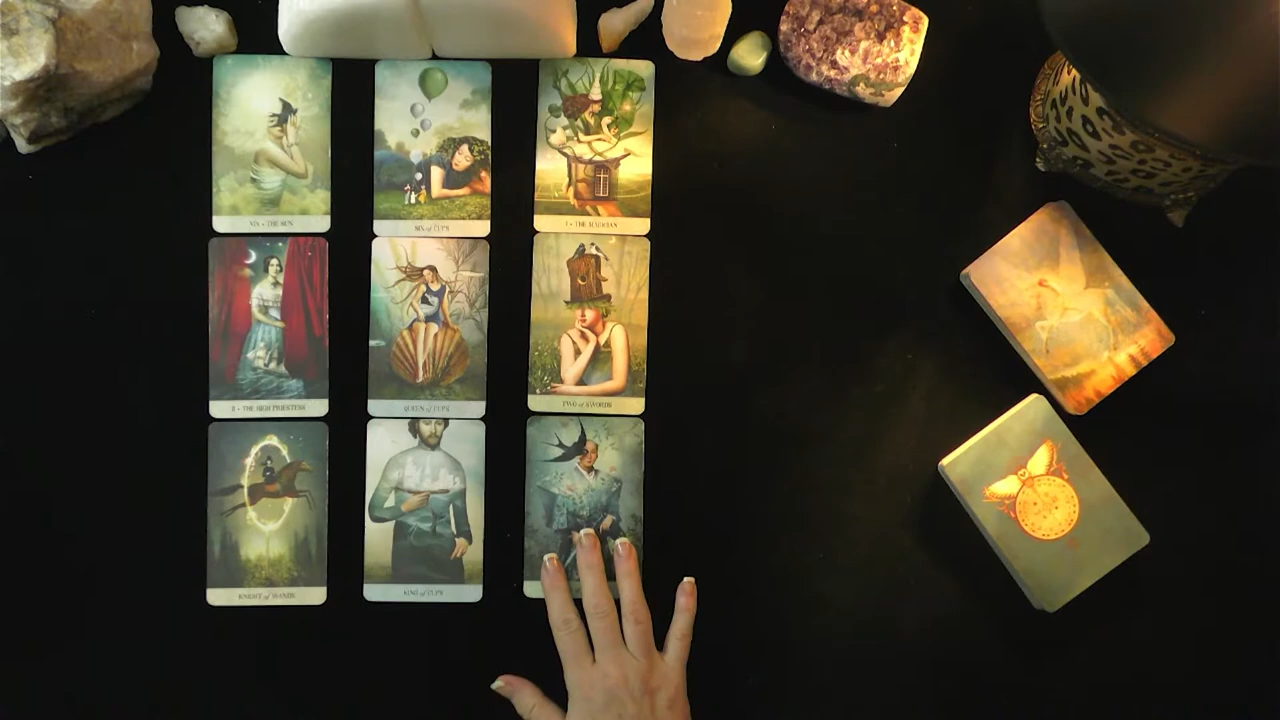 XIX • THE SUN
SIX of CUPS
I • THE MAGICIAN
II • THE HIGH PRIESTESS
QUEEN of CUPS
TWO of SWORDS
KNIGHT of WANDS
KING of CUPS